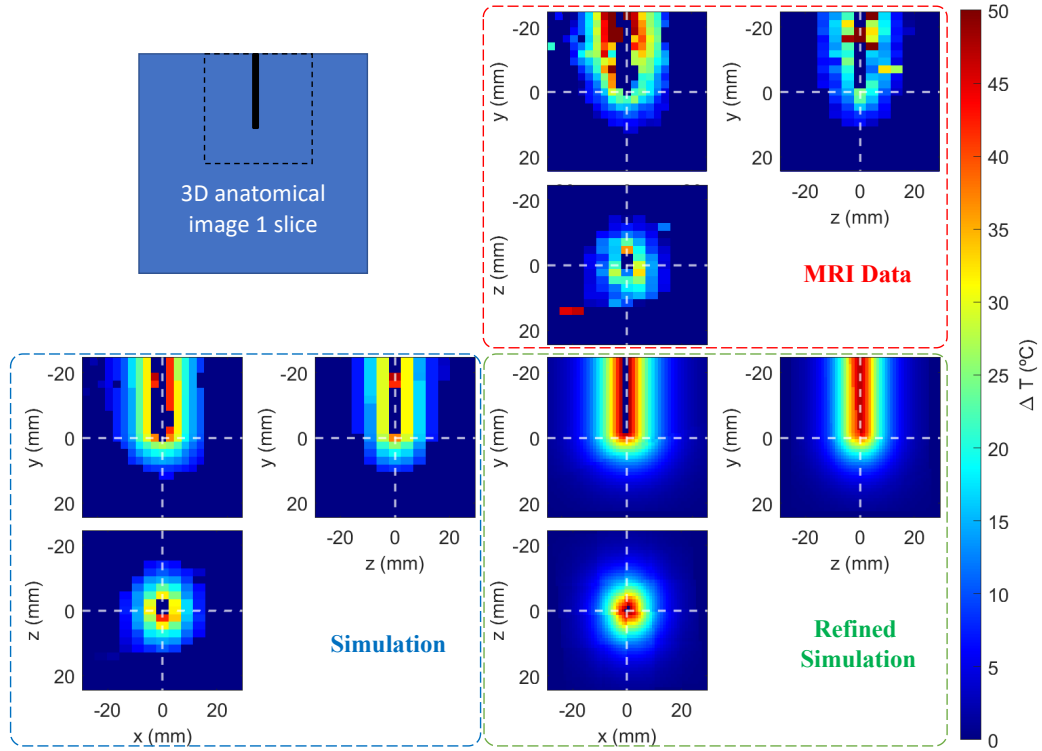 3D anatomical
image 1 slice
-20
0
20
y (mm)
-20
0
20
y (mm)
-20 0 20
z (mm)
-20
0
20
z (mm)
MRI Data
50
45
40
35
30
25
20
15
10
5
0
Δ T (ºC)
-20
0
20
y (mm)
-20
0
20
y (mm)
-20 0 20
z (mm)
-20
0
20
z (mm)
-20 0 20
x (mm)
Simulation
-20
0
20
y (mm)
-20
0
20
y (mm)
-20 0 20
z (mm)
-20
0
20
z (mm)
-20 0 20
x (mm)
Refined
Simulation